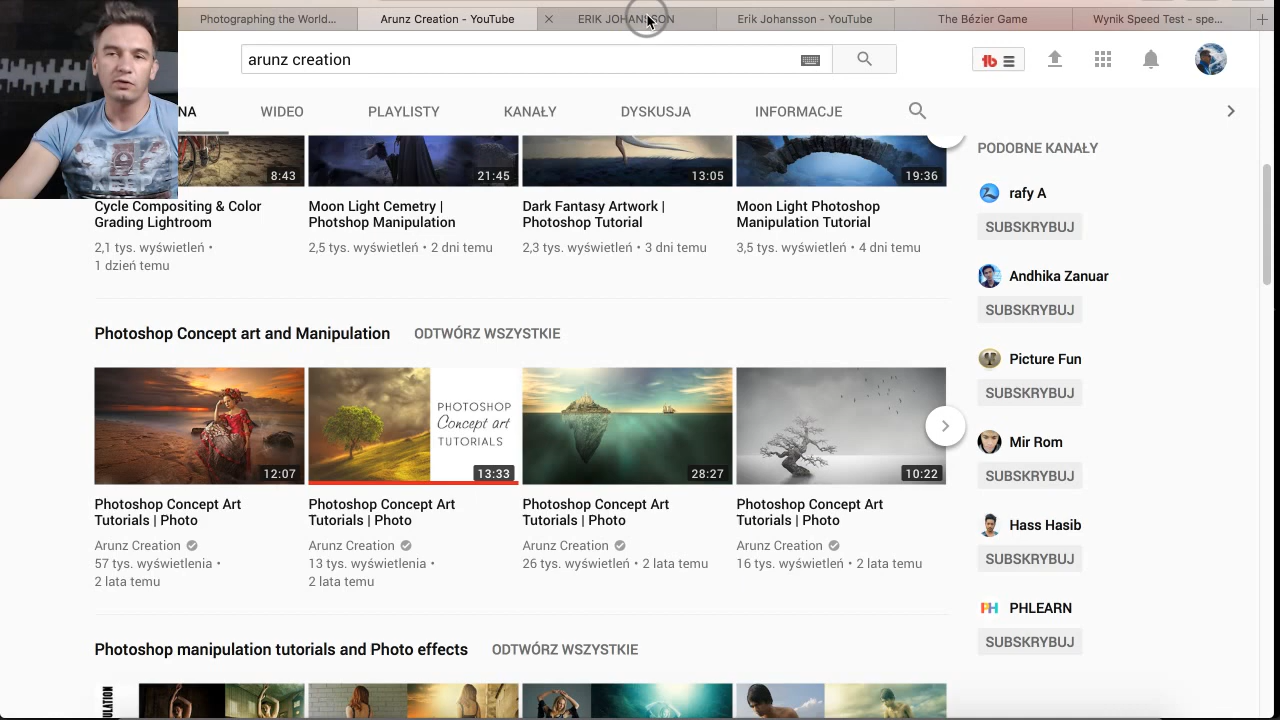 Photographing the World...
Arunz Creation - YouTube
ERIK JOHANSSON
Erik Johansson - YouTube
The Bézier Game
Wynik Speed Test - spe...
arunz creation
NA
WIDEO
PLAYLISTY
KANAŁY
DYSKUSJA
INFORMACJE
8:43
21:45
13:05
19:36
Cycle Compositing & Color
Grading Lightroom
2,1 tys. wyświetleń •
1 dzień temu
Moon Light Cemetry |
Photshop Manipulation
2,5 tys. wyświetleń • 2 dni temu
Dark Fantasy Artwork |
Photoshop Tutorial
2,3 tys. wyświetleń • 3 dni temu
Moon Light Photoshop
Manipulation Tutorial
3,5 tys. wyświetleń • 4 dni temu
Photoshop Concept art and Manipulation
ODTWÓRZ WSZYSTKIE
12:07
PHOTOSHOP
Concept art
TUTORIALS
13:33
28:27
10:22
Photoshop Concept Art
Tutorials | Photo
Arunz Creation
57 tys. wyświetlenia •
2 lata temu
Photoshop Concept Art
Tutorials | Photo
Arunz Creation
13 tys. wyświetlenia •
2 lata temu
Photoshop Concept Art
Tutorials | Photo
Arunz Creation
26 tys. wyświetleń • 2 lata temu
Photoshop Concept Art
Tutorials | Photo
Arunz Creation
16 tys. wyświetleń • 2 lata temu
Photoshop manipulation tutorials and Photo effects
ODTWÓRZ WSZYSTKIE
ULATION
PODOBNE KANAŁY
rafy A
SUBSKRYBUJ
Andhika Zanuar
SUBSKRYBUJ
Picture Fun
SUBSKRYBUJ
Mir Rom
SUBSKRYBUJ
Hass Hasib
SUBSKRYBUJ
PHLEARN
SUBSKRYBUJ